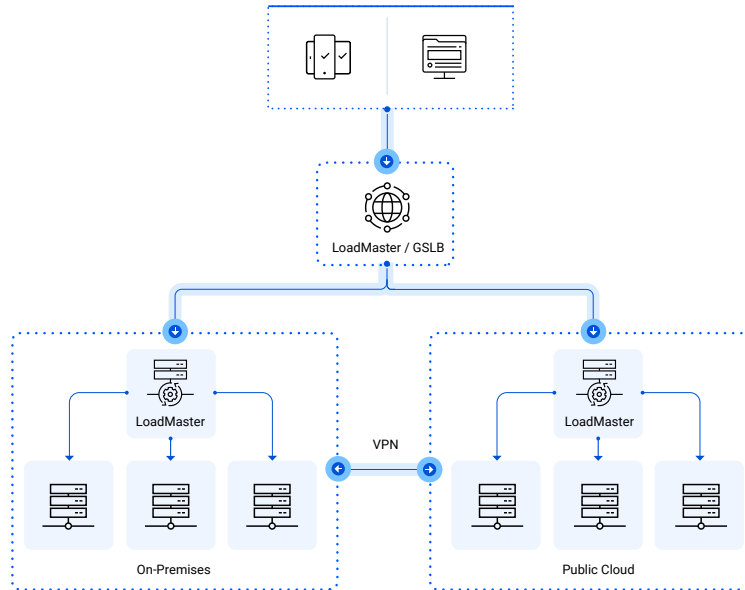 LoadMaster / GSLB
LoadMaster
LoadMaster
VPN
On-Premises
Public Cloud